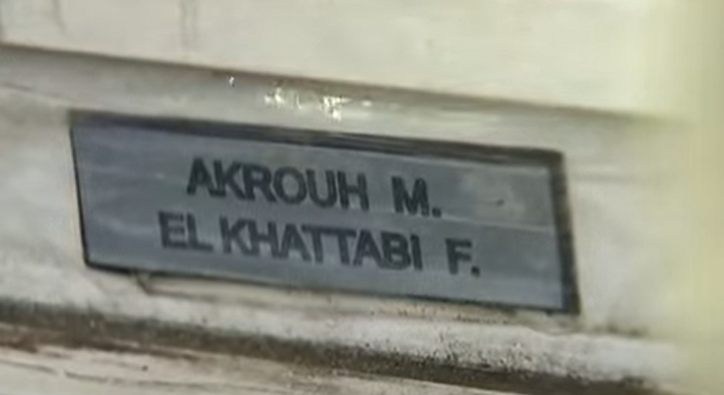 AKROUH M.
EL KHATTABI F.